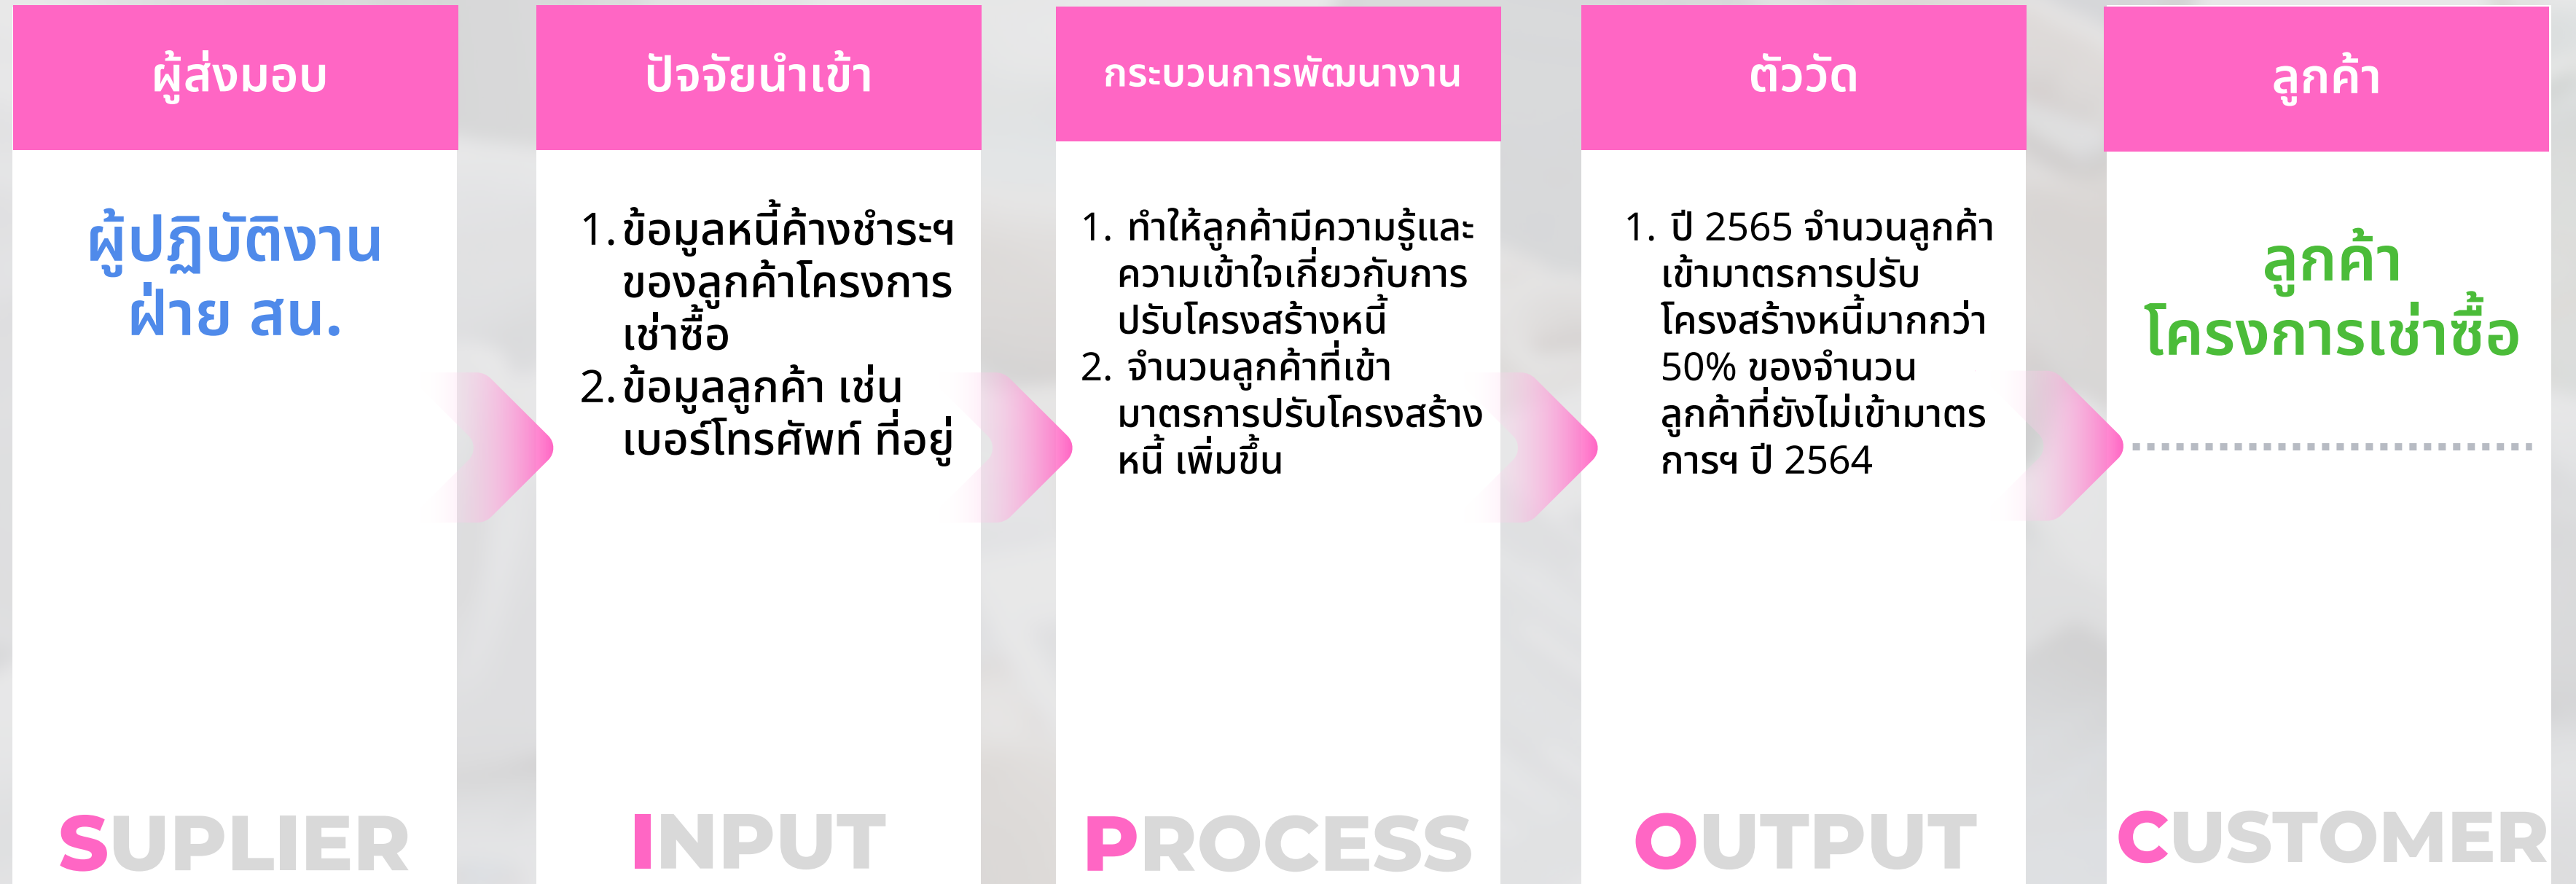 ผู้ส่งมอบ
ผู้ปฏิบัติงาน
ฝ่าย สน.
SUPLIER
ปัจจัยนำเข้า
1. ข้อมูลหนี้ค้างชำระฯ
ของลูกค้าโครงการ
เช่าซื้อ
2. ข้อมูลลูกค้า เช่น
เบอร์โทรศัพท์ ที่อยู่
INPUT
กระบวนการพัฒนางาน
1. ทำให้ลูกค้ามีความรู้และ
ความเข้าใจเกี่ยวกับการ
ปรับโครงสร้างหนี้
2. จำนวนลูกค้าที่เข้า
มาตรการปรับโครงสร้าง
หนี้ เพิ่มขึ้น
PROCESS
ตัววัด
1. ปี 2565 จำนวนลูกค้า
เข้ามาตรการปรับ
โครงสร้างหนี้มากกว่า
50% ของจำนวน
ลูกค้าที่ยังไม่เข้ามาตร
การฯ ปี 2564
OUTPUT
ลูกค้า
ลูกค้า
โครงการเช่าซื้อ
CUSTOMER